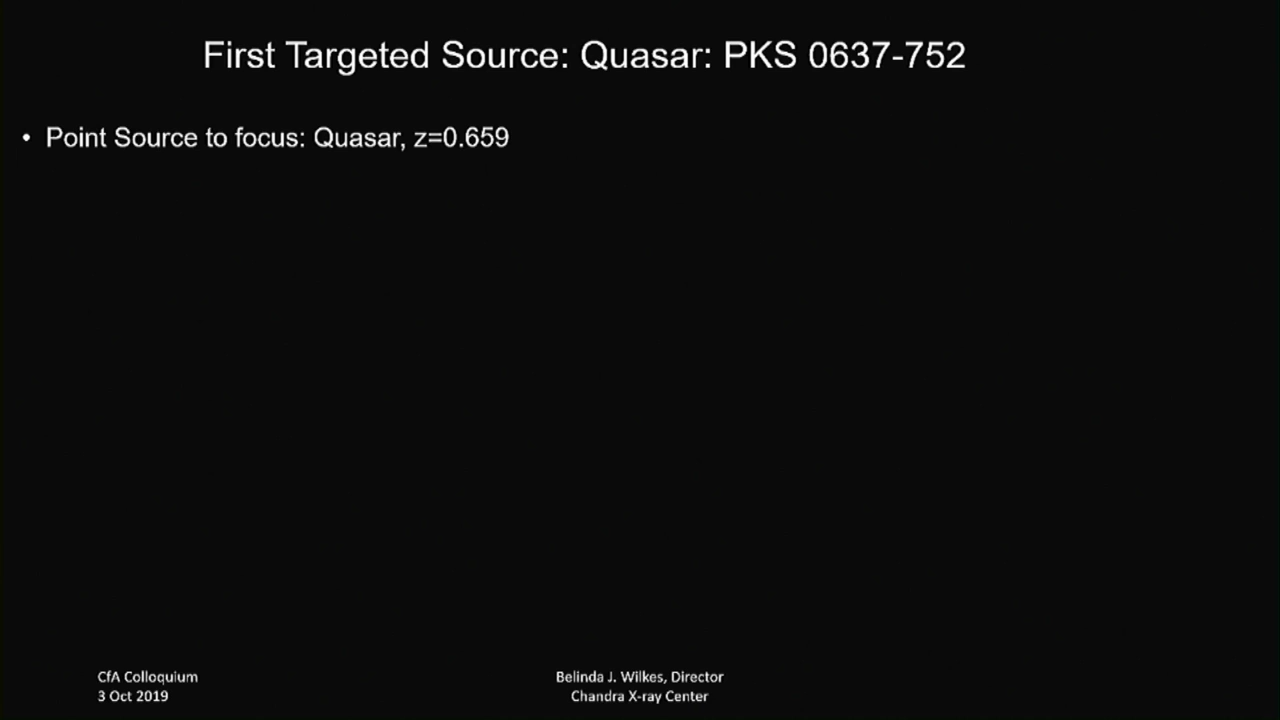 First Targeted Source: Quasar: PKS 0637-752
• Point Source to focus: Quasar, z=0.659
CfA Colloquium
3 Oct 2019
Belinda J. Wilkes, Director
Chandra X-ray Center